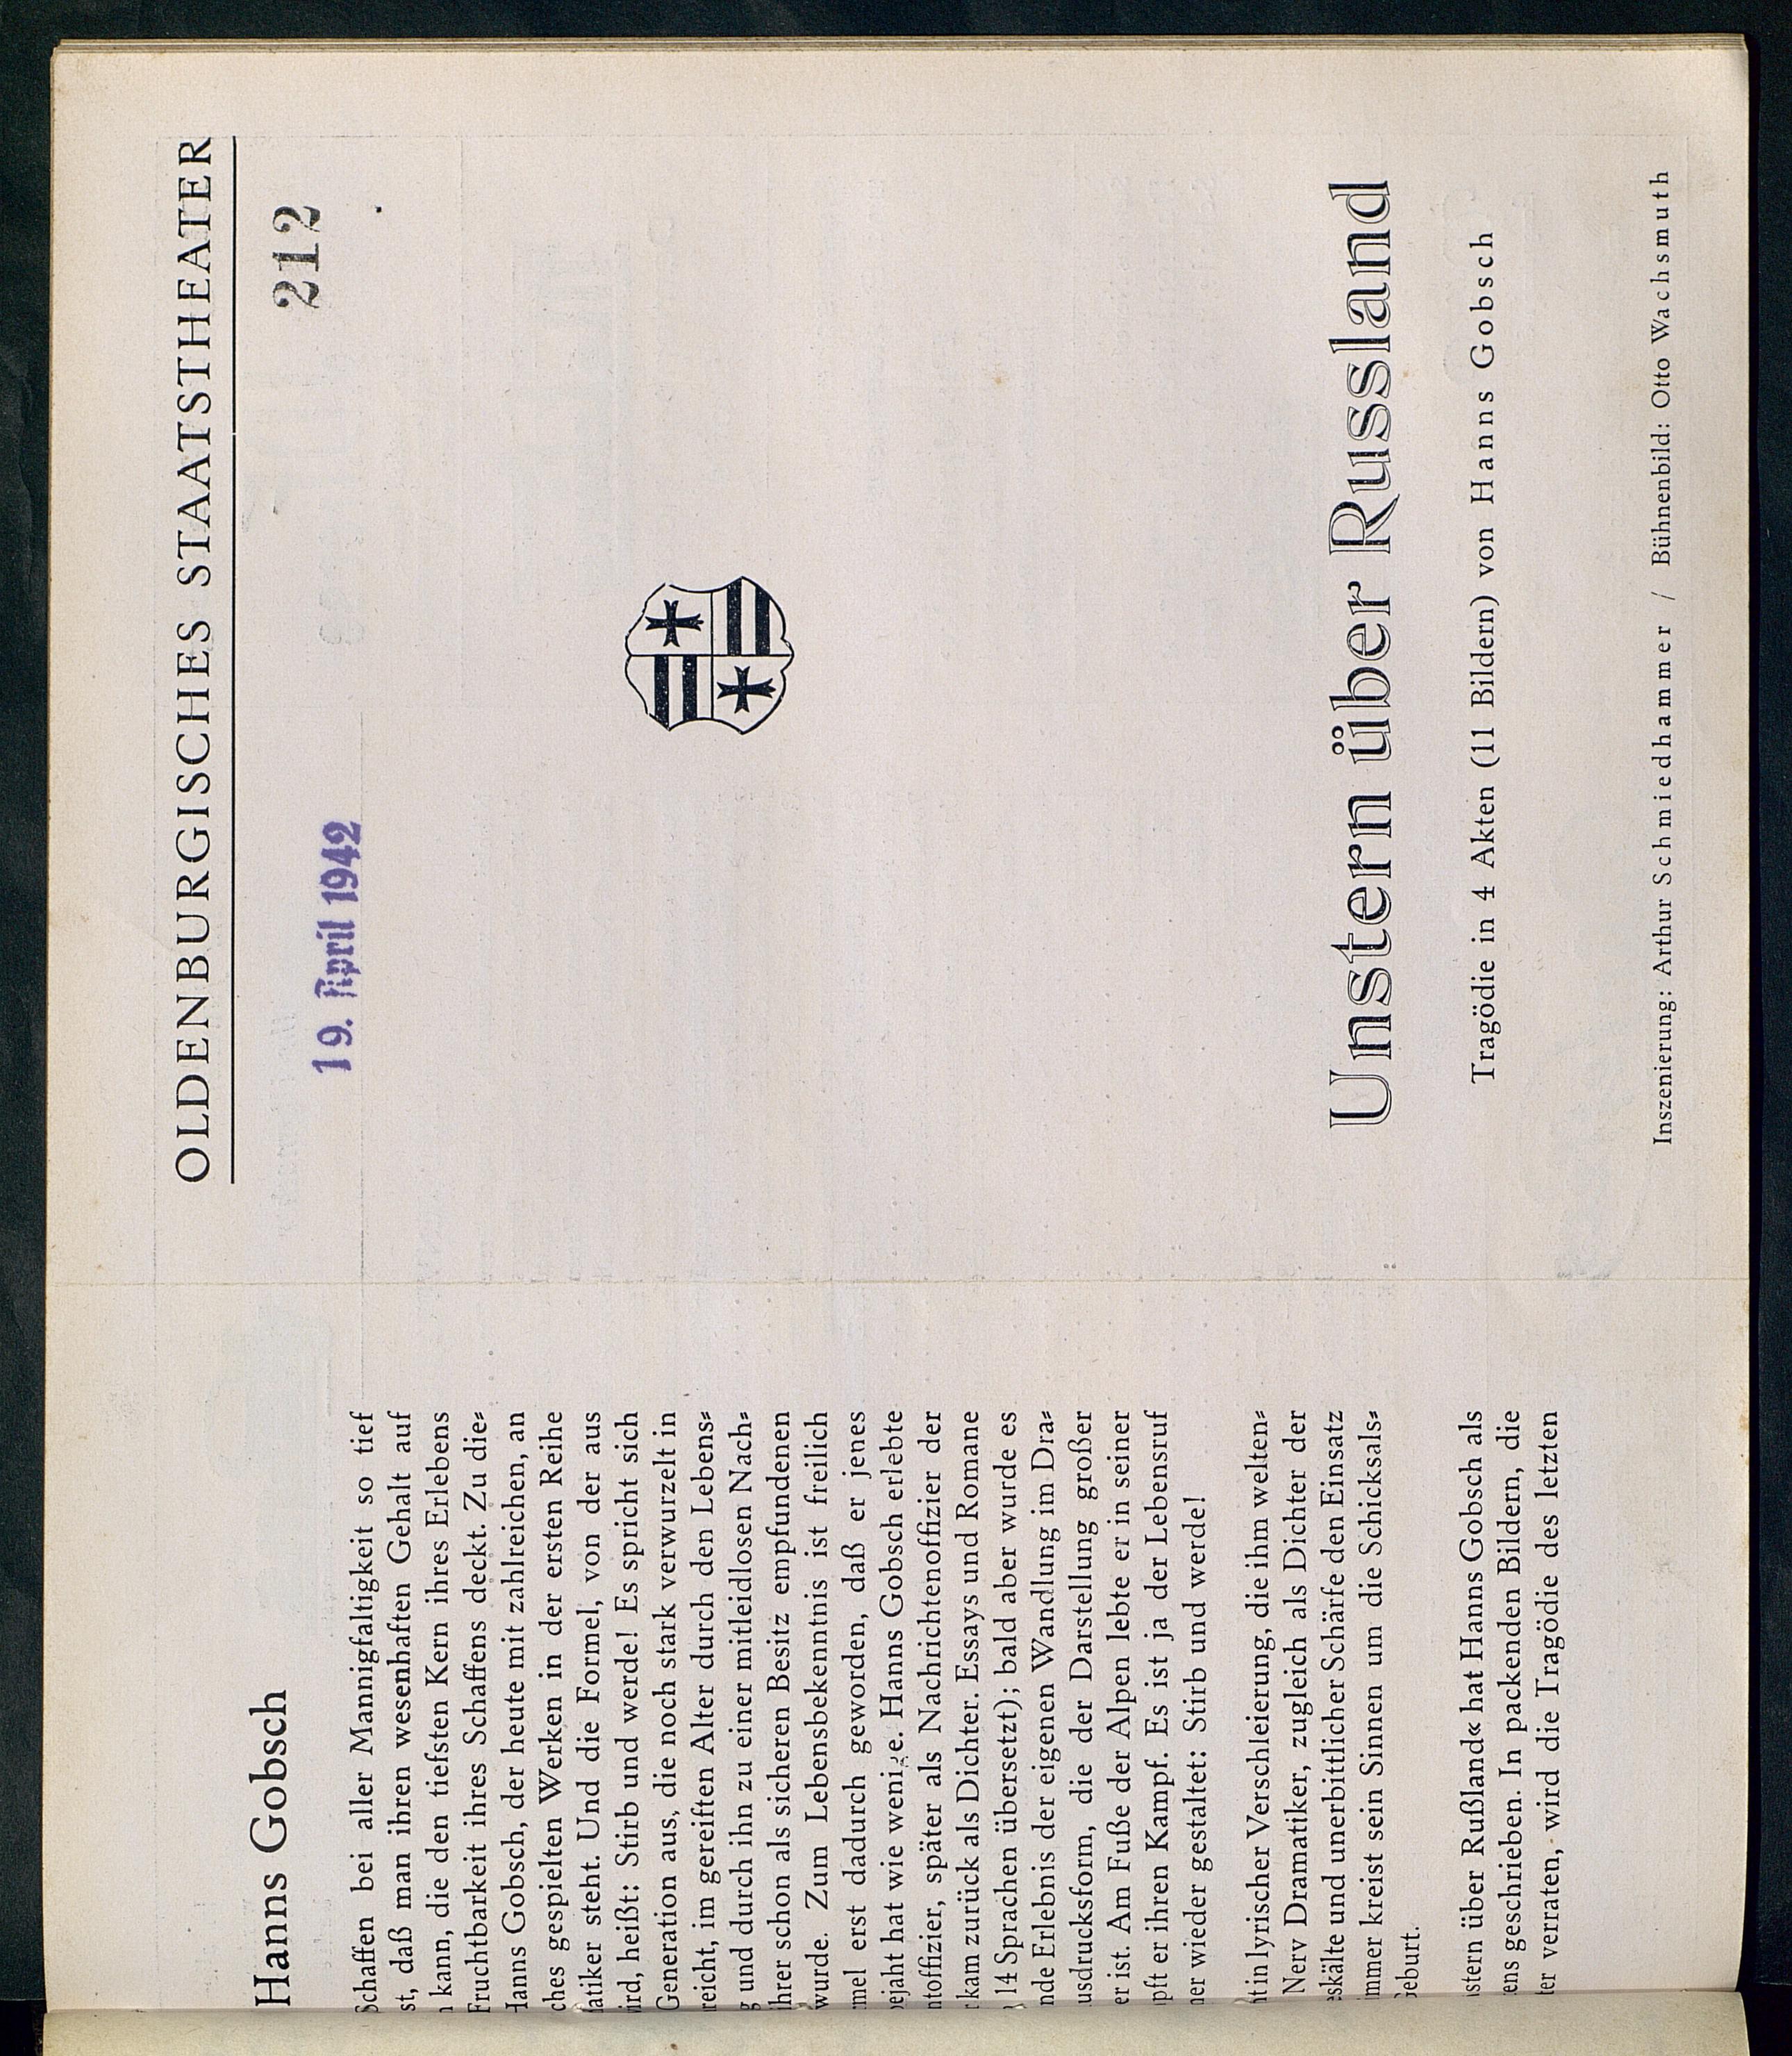 Hanns Gobsch
Schaffen bei aller Mannigfaltigkeit so tief
st, daß man ihren wesenhaften Gehalt auf
kann, die den tiefsten Kern ihres Erlebens
Fruchtbarkeit ihres Schaffens deckt. Zu die-
Hanns Gobsch, der heute mit zahlreichen, an
ches gespielten Werken in der ersten Reihe
atiker steht. Und die Formel, von der aus
ird, heißt: Stirb und werde! Es spricht sich
Generation aus, die noch stark verwurzelt in
reicht, im gereiften Alter durch den Lebens-
g und durch ihn zu einer mitleidlosen Nach-
hrer schon als sicheren Besitz empfundenen
wurde. Zum Lebensbekenntnis ist freilich
mel erst dadurch geworden, daß er jenes
bejaht hat wie wenige. Hanns Gobsch erlebte
ntoffizier, später als Nachrichtenoffizier der
r kam zurück als Dichter. Essays und Romane
14 Sprachen übersetzt); bald aber wurde es
nde Erlebnis der eigenen Wandlung im Dra-
usdrucksform, die der Darstellung großer
er ist. Am Fuße der Alpen lebte er in seiner
pft er ihren Kampf. Es ist ja der Lebensruf
ner wieder gestaltet: Stirb und werde!
ht in lyrischer Verschleierung, die ihm welten-
Nerv Dramatiker, zugleich als Dichter der
eskälte und unerbittlicher Schärfe den Einsatz
mmer kreist sein Sinnen um die Schicksals-
Geburt.
stern über Rußland« hat Hanns Gobsch als
ens geschrieben. In packenden Bildern, die
ter verraten, wird die Tragödie des letzten
OLDENBURGISCHES STAATSTHEATER
19. April 1942
212
Unstern über Russland
Tragödie in 4 Akten (11 Bildern) von Hanns Gobsch
Inszenierung: Arthur Schmiedhammer / Bühnenbild: Otto Wachsmuth